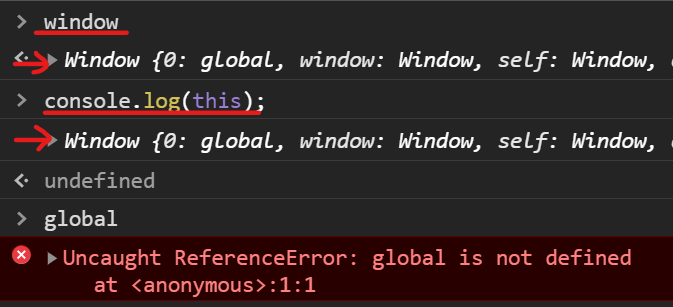 window
Window {0: global, window: Window, self: Window,
console.log(this);
Window {0: global, window: Window, self: Window,
undefined
global
Uncaught ReferenceError: global is not defined
at <anonymous>:1:1